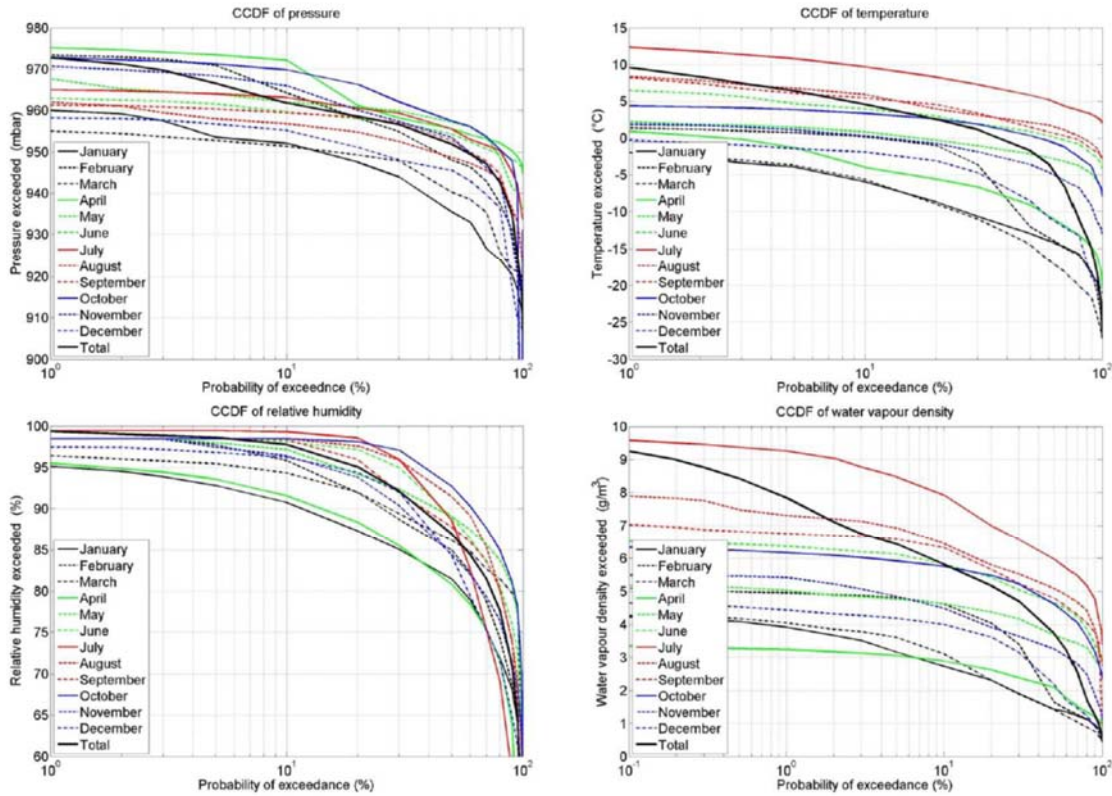 CCDF of pressure
980
970
960
950
940
930
920
910
900
Pressure exceeded (mbar)
January
February
March
April
May
June
July
August
September
October
November
December
Total
10^0
10^1
10^2
Probability of exceednce (%)
CCDF of temperature
15
10
5
0
-5
-10
-15
-20
-25
-30
Temperature exceeded (°C)
January
February
March
April
May
June
July
August
September
October
November
December
Total
10^0
10^1
10^2
Probability of exceedance (%)
CCDF of relative humidity
100
95
90
85
80
75
70
65
60
Relative humidity exceeded (%)
January
February
March
April
May
June
July
August
September
October
November
December
Total
10^0
10^1
10^2
Probability of exceedance (%)
CCDF of water vapour density
10
9
8
7
6
5
4
3
2
1
0
Water vapour density exceeded (g/m³)
January
February
March
April
May
June
July
August
September
October
November
December
Total
10^-1
10^0
10^1
10^2
Probability of exceedance (%)